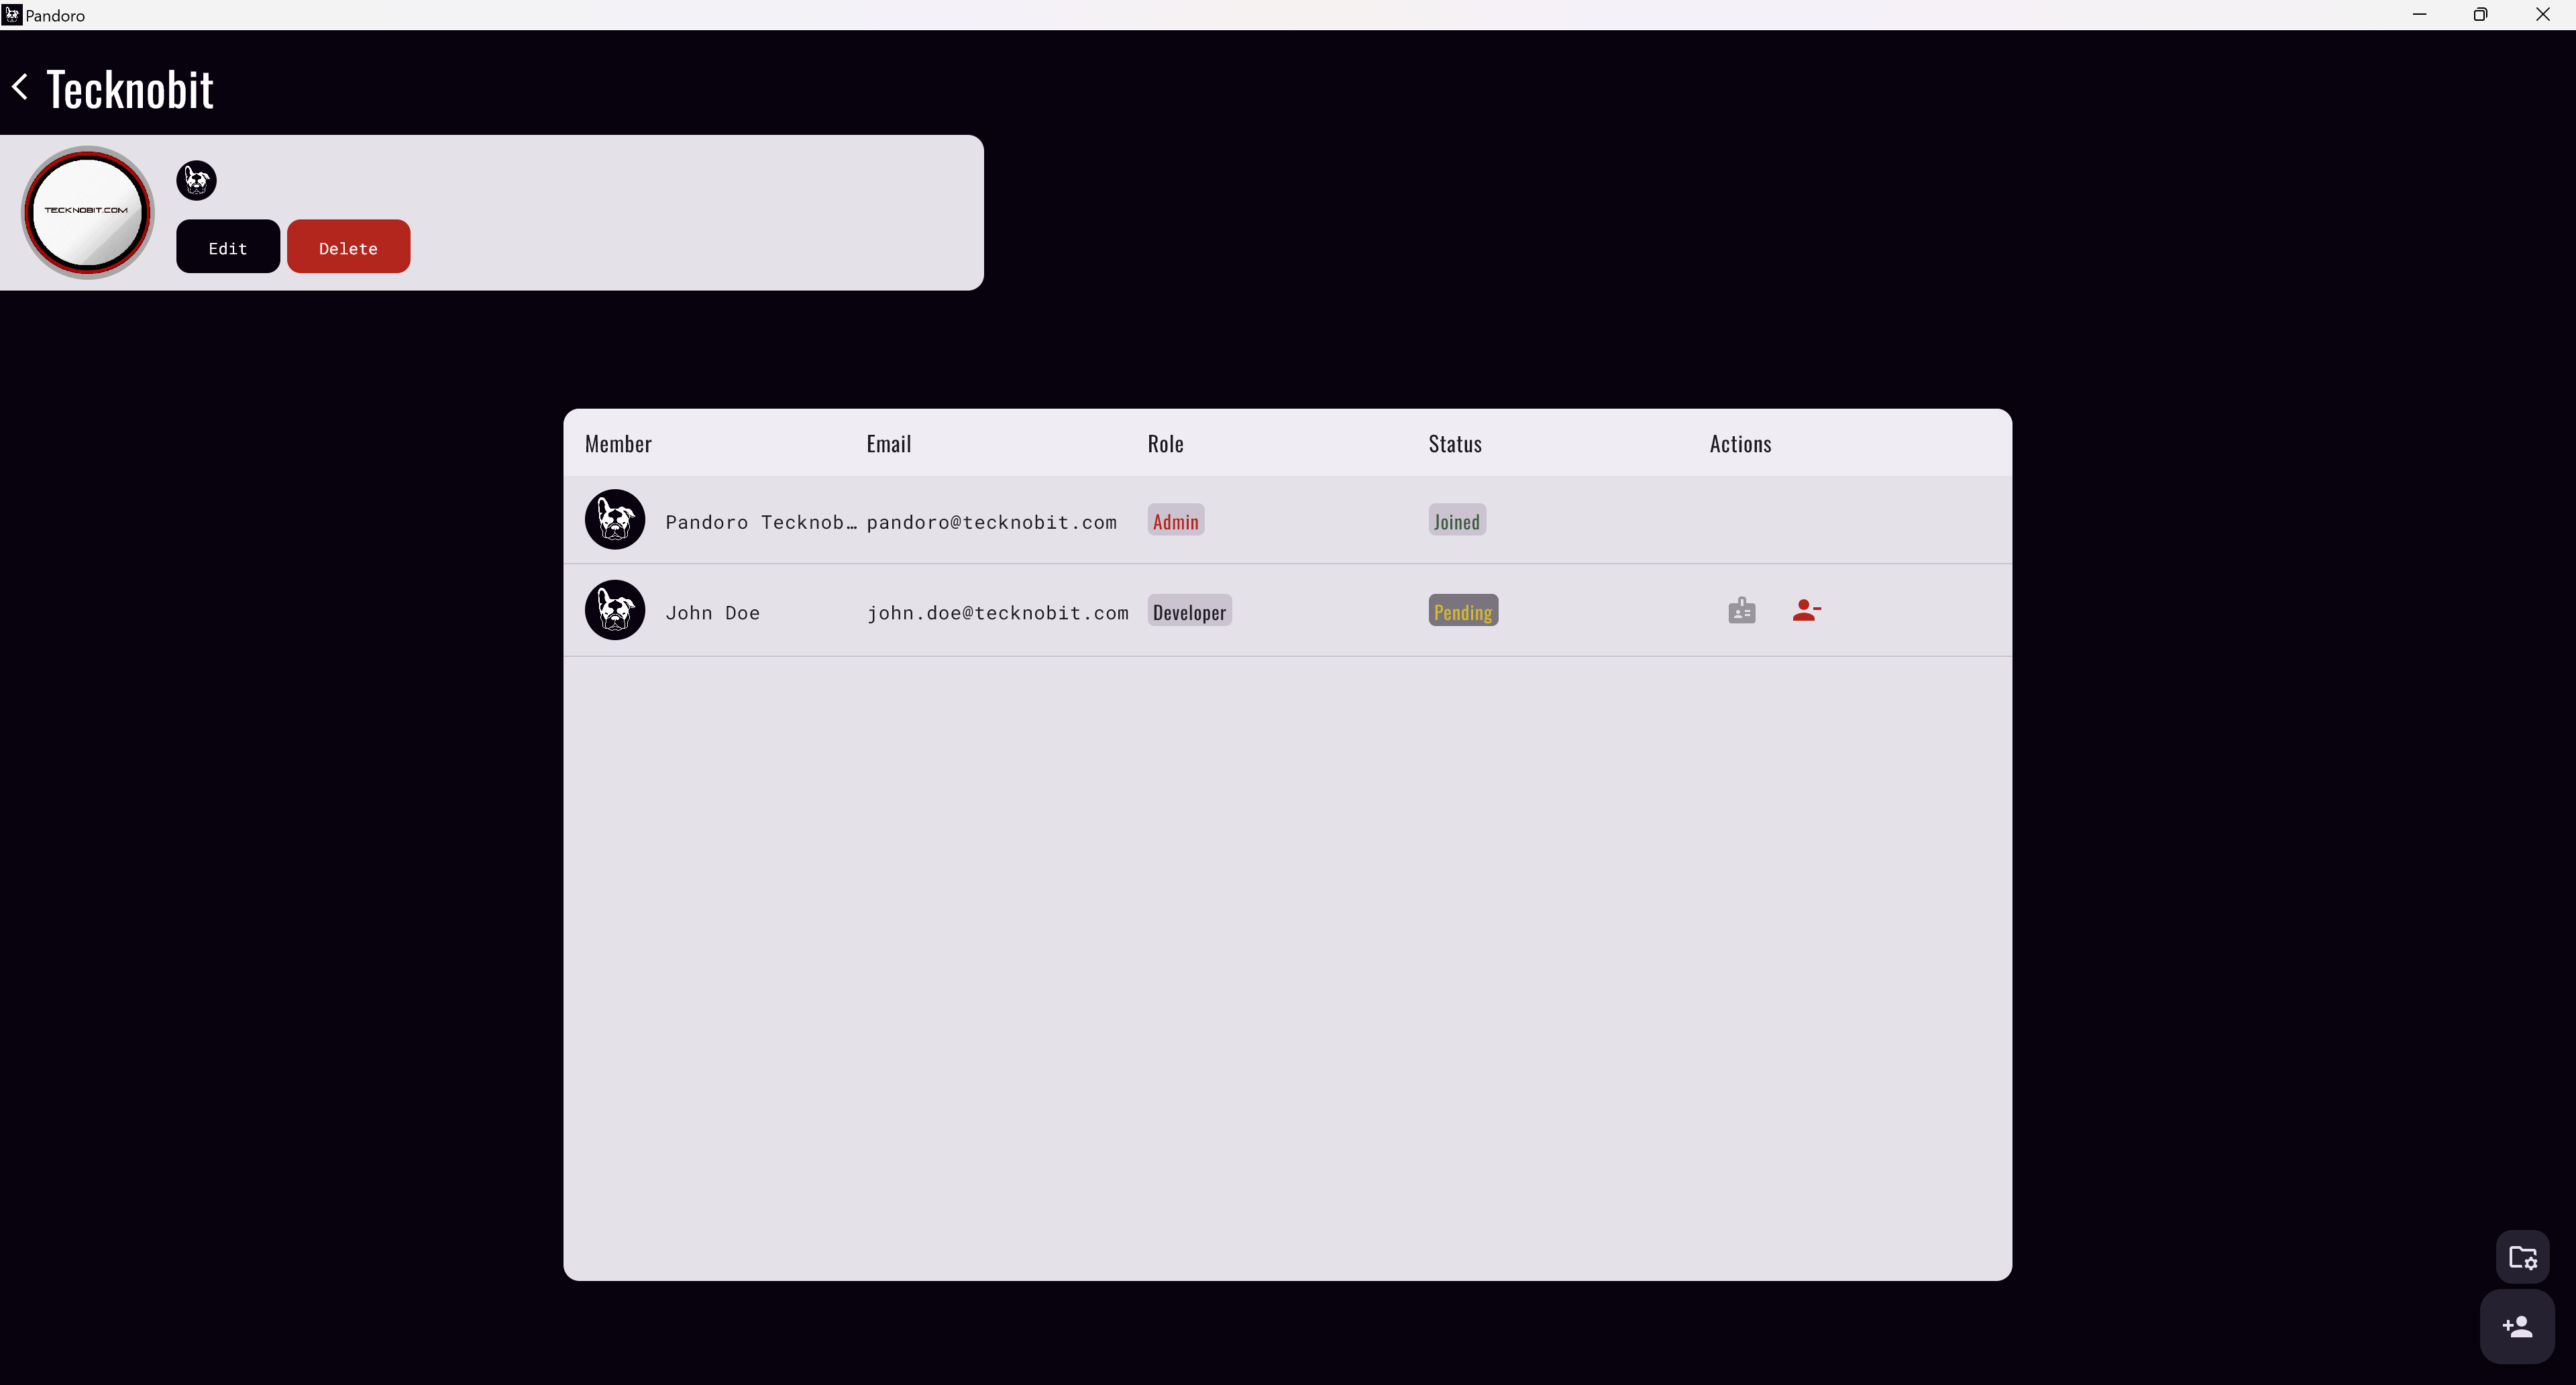 Pandoro
Tecknobit
TECKNOBIT.COM
Edit Delete
Member Email Role Status Actions
Pandoro Tecknob… pandoro@tecknobit.com Admin Joined
John Doe john.doe@tecknobit.com Developer Pending